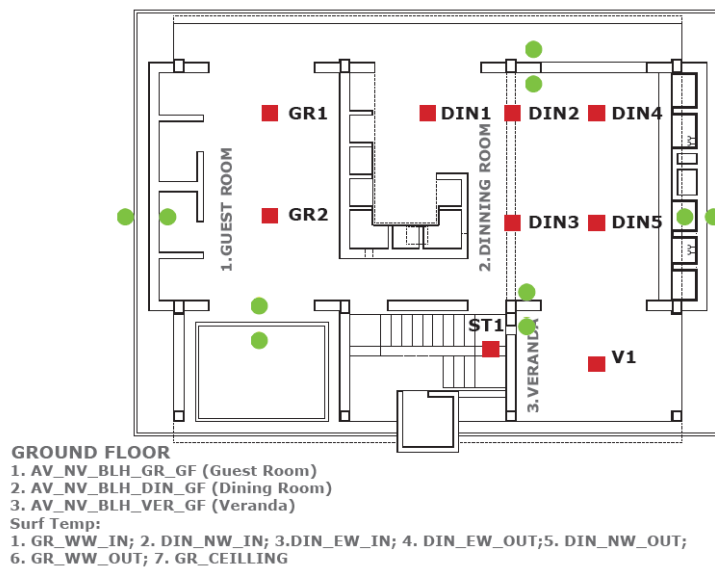 GR1
DIN1
DIN2
DIN4
GR2
DIN3
DIN5
1.GUEST ROOM
2.DINNING ROOM
ST1
V1
3.VERANDA
GROUND FLOOR
1. AV_NV_BLH_GR_GF (Guest Room)
2. AV_NV_BLH_DIN_GF (Dining Room)
3. AV_NV_BLH_VER_GF (Veranda)
Surf Temp:
1. GR_WW_IN; 2. DIN_NW_IN; 3.DIN_EW_IN; 4. DIN_EW_OUT;5. DIN_NW_OUT;
6. GR_WW_OUT; 7. GR_CEILLING